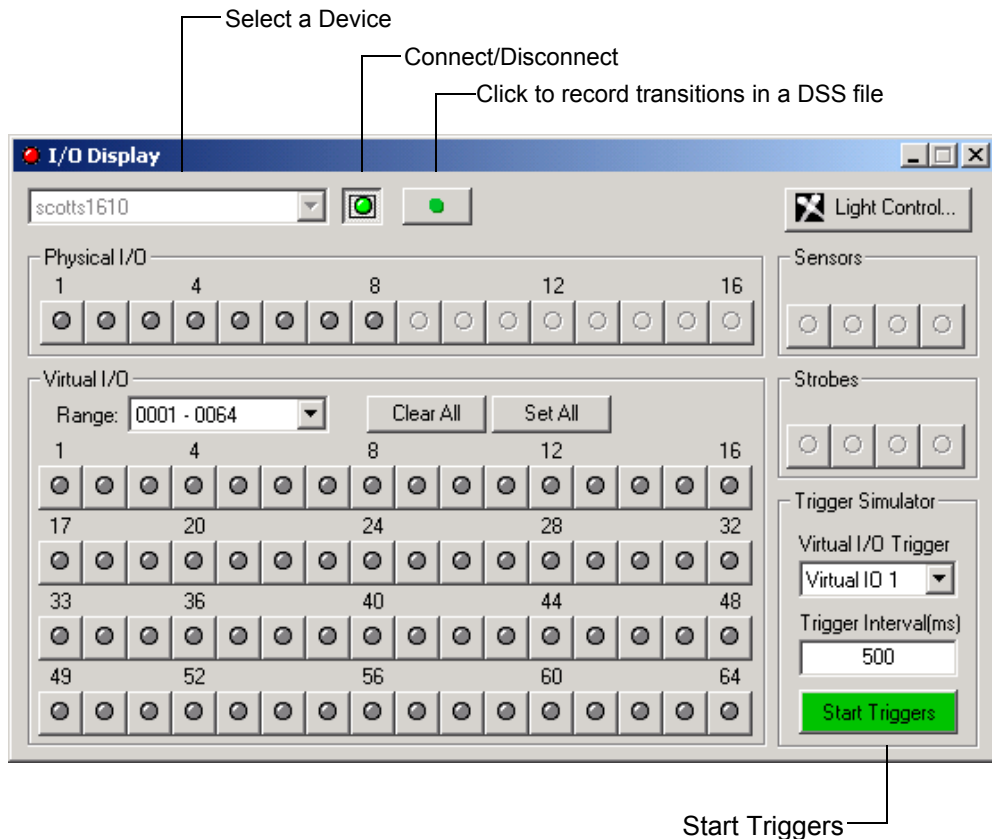 Select a Device
Connect/Disconnect
Click to record transitions in a DSS file
I/O Display
scotts1610
Light Control...
Physical I/O
1 4 8 12 16
Sensors
Virtual I/O
Range: 0001 - 0064 Clear All Set All
1 4 8 12 16
17 20 24 28 32
33 36 40 44 48
49 52 56 60 64
Strobes
Trigger Simulator
Virtual I/O Trigger
Virtual IO 1
Trigger Interval(ms)
500
Start Triggers
Start Triggers